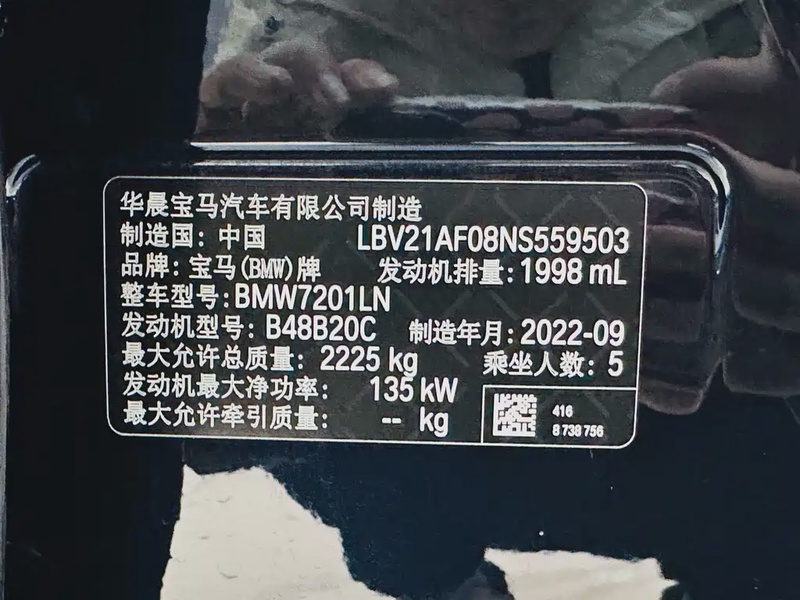 华晨宝马汽车有限公司制造
制造国：中国 LBV21AF08NS559503
品牌：宝马(BMW)牌 发动机排量：1998 mL
整车型号：BMW7201LN
发动机型号：B48B20C 制造年月：2022-09
最大允许总质量：2225 kg 乘坐人数：5
发动机最大净功率：135 kW
最大允许牵引质量：-- kg
416
8 739 756